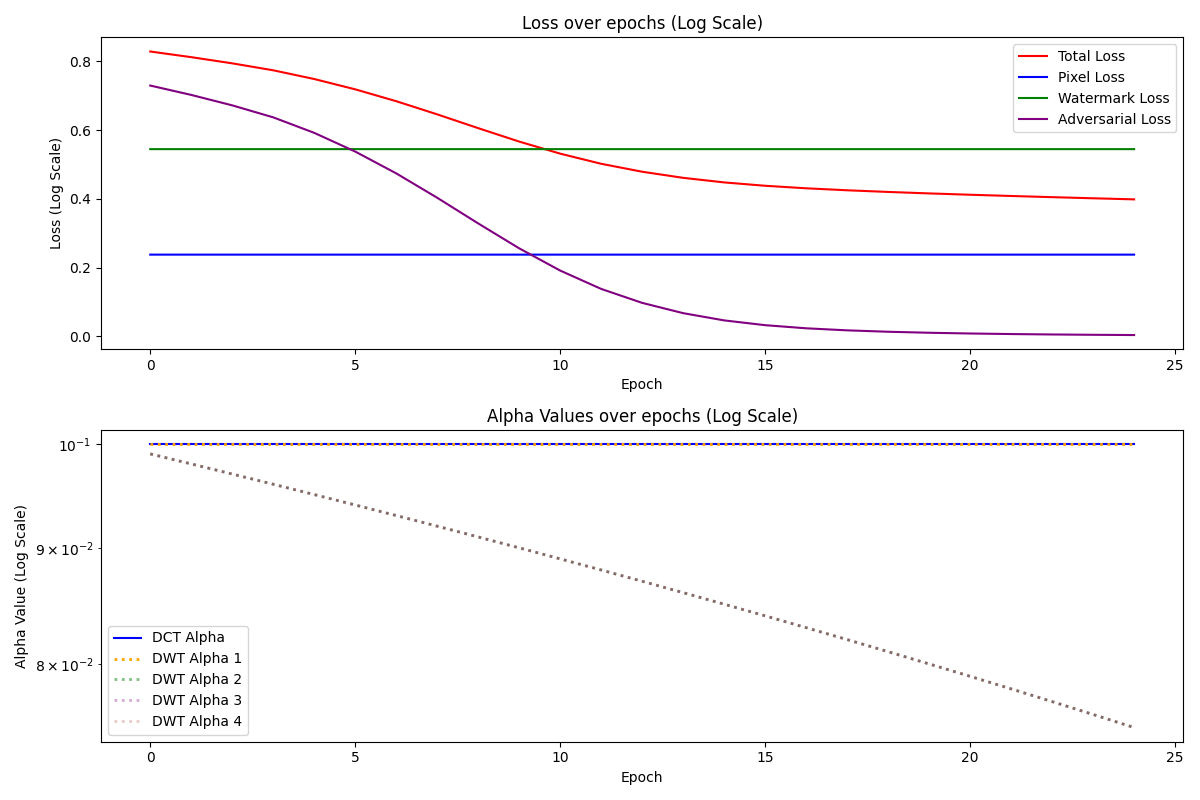 Loss over epochs (Log Scale)
Loss (Log Scale)
0.8
0.6
0.4
0.2
0.0
Total Loss
Pixel Loss
Watermark Loss
Adversarial Loss
0 5 10 15 20 25
Epoch
Alpha Values over epochs (Log Scale)
Alpha Value (Log Scale)
10⁻¹
9 × 10⁻²
8 × 10⁻²
DCT Alpha
DWT Alpha 1
DWT Alpha 2
DWT Alpha 3
DWT Alpha 4
0 5 10 15 20 25
Epoch